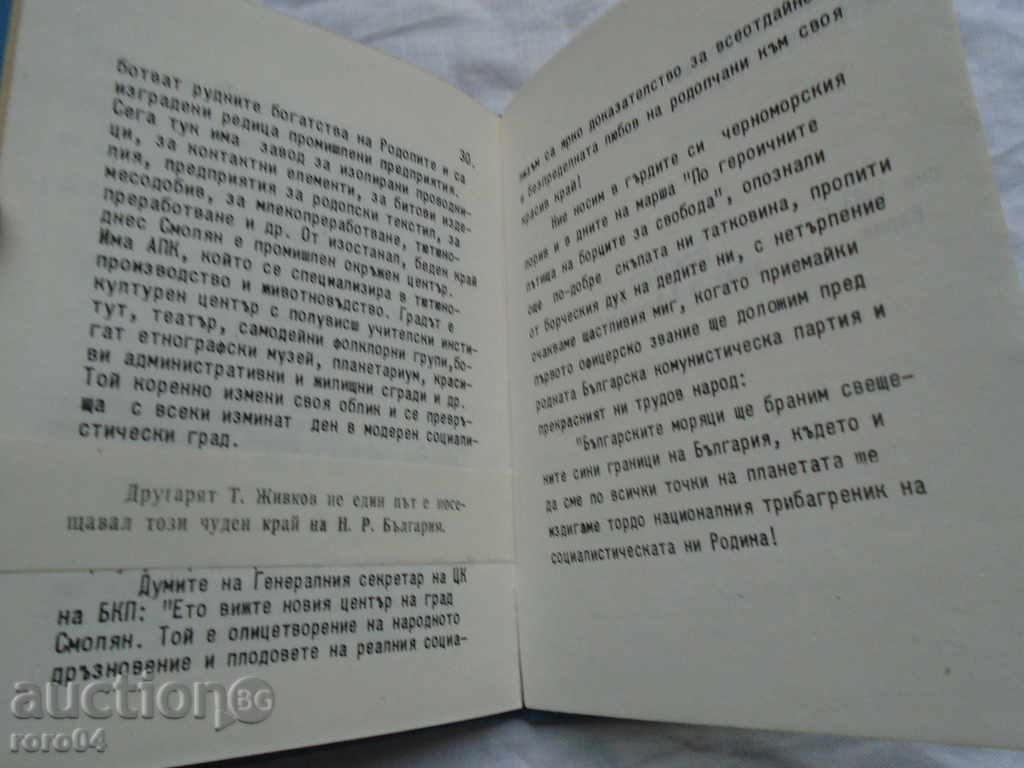 30.
ботват рудните богатства на Родопите и са
изградени редица промишлени предприятия.
Сега тук има завод за изолирани проводни-
ци, за контактни елементи, за битови изде-
лия, предприятия за родопски текстил, за
месодобив, за млекопреработване, тютюно-
преработване и др. От изостанал, беден край
днес Смолян е промишлен окръжен център.
Има АПК, който се специализира в тютюно-
производство и животновъдство. Градът е
културен център с полувисш учителски инсти-
тут, театър, самодейни фолклорни групи,бо-
гат етнографски музей, планетариум, краси-
ви административни и жилищни сгради и др.
Той коренно измени своя облик и се превръ-
ща с всеки изминат ден в модерен социали-
стически град.
Другарят Т. Живков не един път е посе-
щавал този чуден край на Н. Р. България.
Думите на Генералния секретар на ЦК
на БКП: "Ето вижте новия център на град
Смолян. Той е олицетворение на народното
дръзновение и плодовете на реалния социа-
лизъм са ярко доказателство за всеотдайно
и безпределната любов на родопчани към своя
красив край!
Ние носим в гърдите си черноморския
порив и в дните на марша "По героичните
пътища на борците за свобода", опознали
още по-добре скъпата ни татковина, пропити
от борческия дух на дедите ни, с нетърпение
очакваме щастливия миг, когато приемайки
първото офицерско звание ще доложим пред
родната Българска комунистическа партия и
прекрасният ни трудов народ:
"Българските моряци ще браним свеще-
ните сини граници на България, където и
да сме по всички точки на планетата ще
издигаме тордо националния трибагреник на
социалистическата ни Родина!
auction BG
roro04